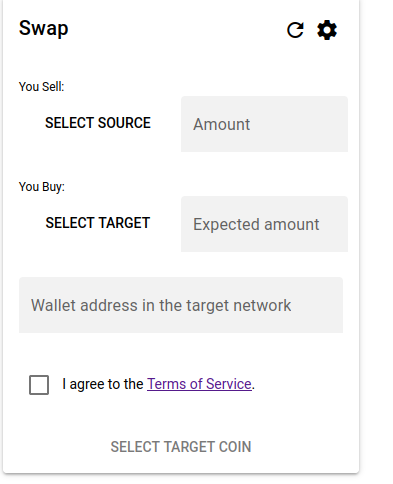 Swap
You Sell:
SELECT SOURCE
Amount
You Buy:
SELECT TARGET
Expected amount
Wallet address in the target network
I agree to the Terms of Service.
SELECT TARGET COIN